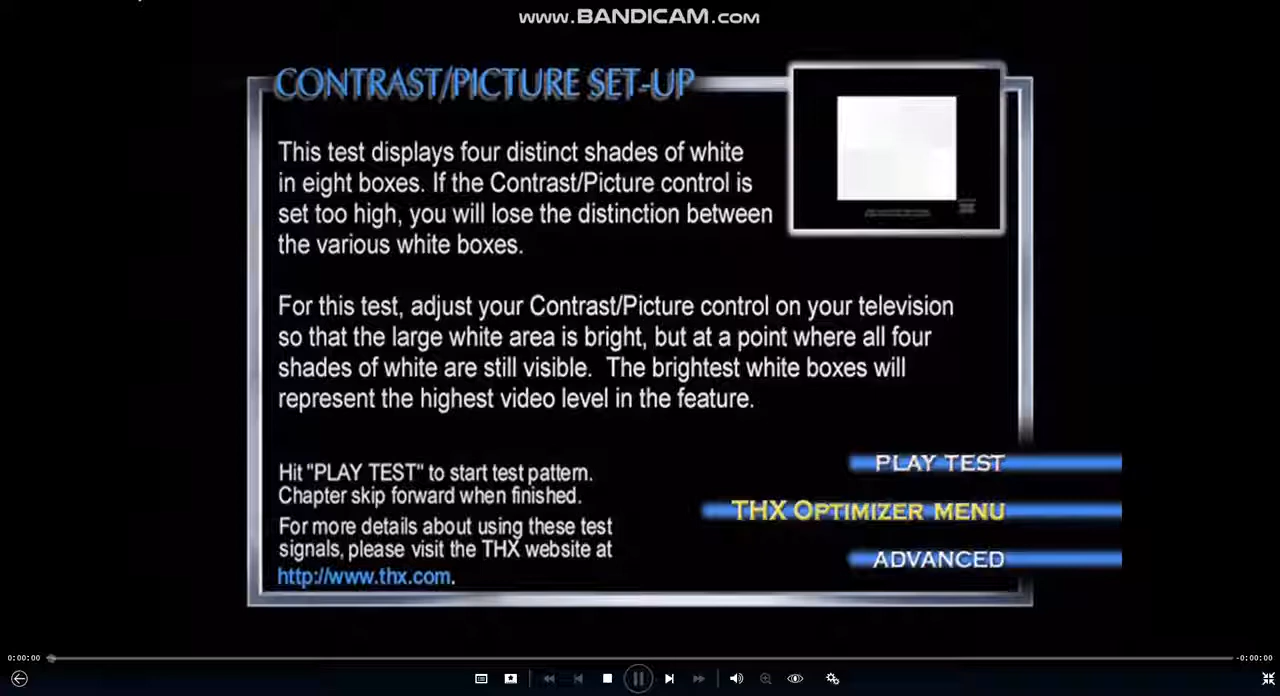 www.BANDICAM.com
CONTRAST/PICTURE SET-UP
This test displays four distinct shades of white
in eight boxes. If the Contrast/Picture control is
set too high, you will lose the distinction between
the various white boxes.
For this test, adjust your Contrast/Picture control on your television
so that the large white area is bright, but at a point where all four
shades of white are still visible. The brightest white boxes will
represent the highest video level in the feature.
Hit "PLAY TEST" to start test pattern.
Chapter skip forward when finished.
For more details about using these test
signals, please visit the THX website at
http://www.thx.com.
PLAY TEST
THX OPTIMIZER MENU
ADVANCED
0:00:00
-0:00:00